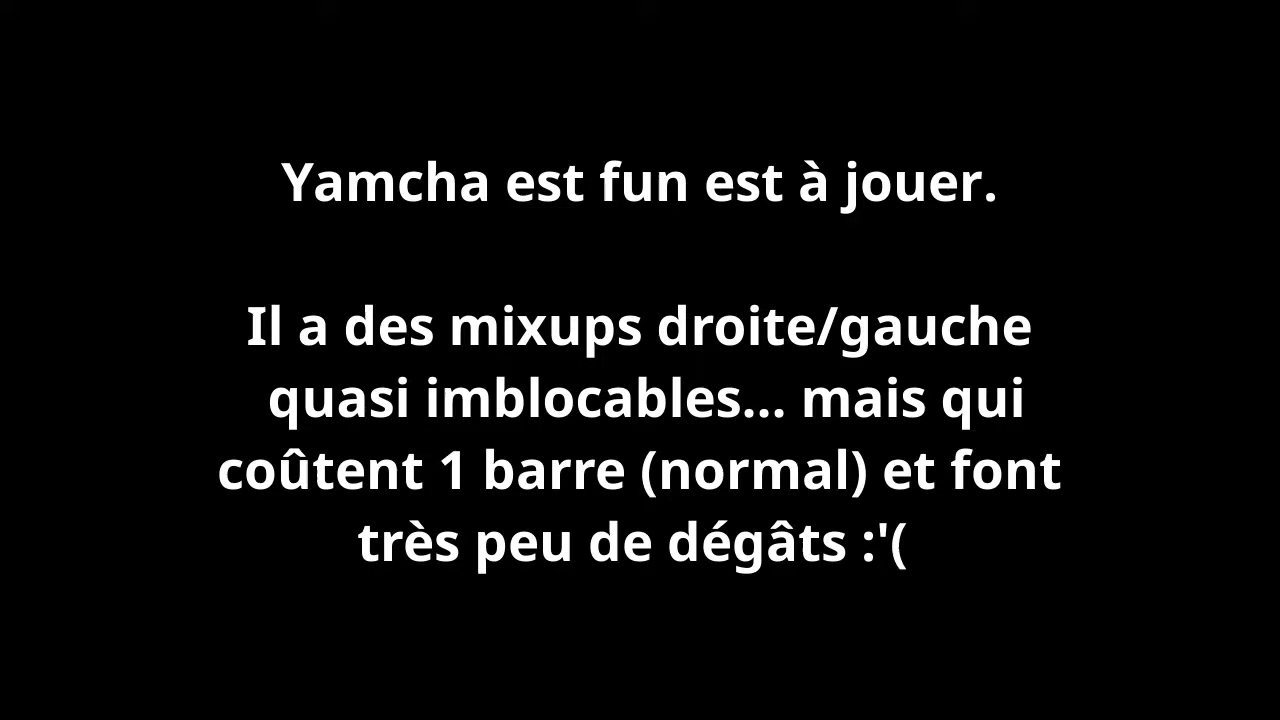 Yamcha est fun est à jouer.
Il a des mixups droite/gauche
quasi imblocables... mais qui
coûtent 1 barre (normal) et font
très peu de dégâts :'(